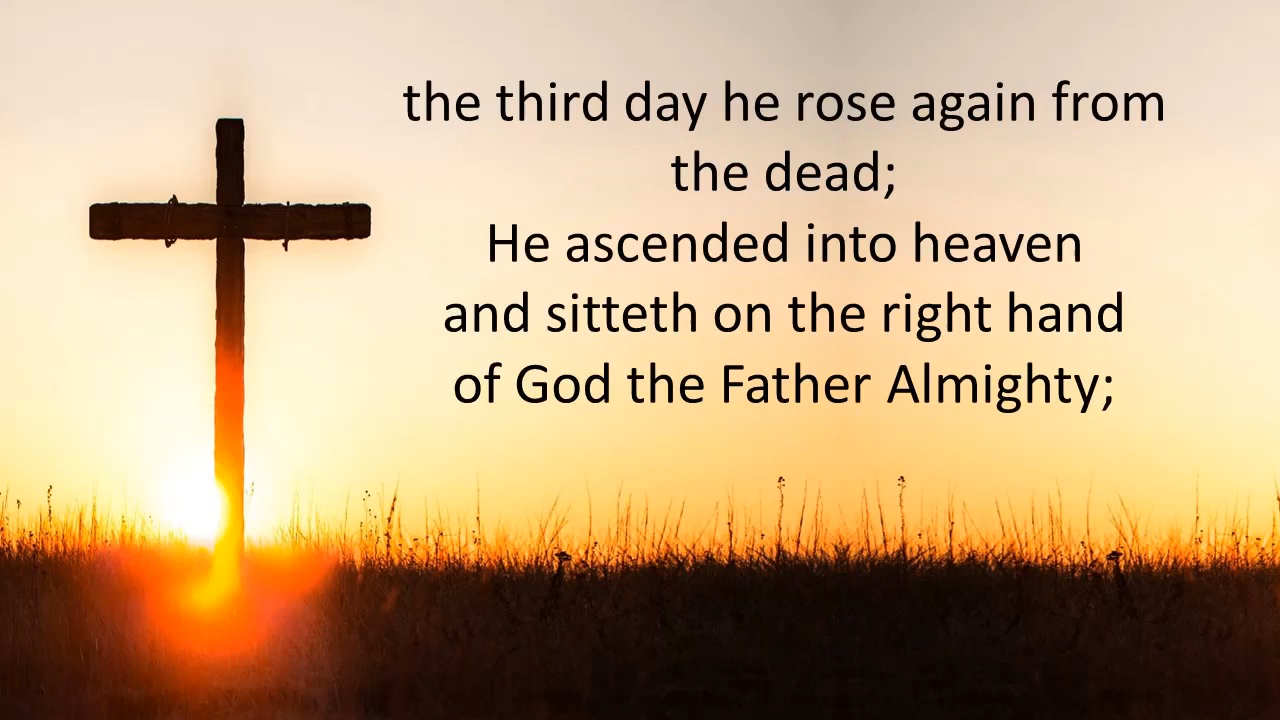 the third day he rose again from
the dead;
He ascended into heaven
and sitteth on the right hand
of God the Father Almighty;